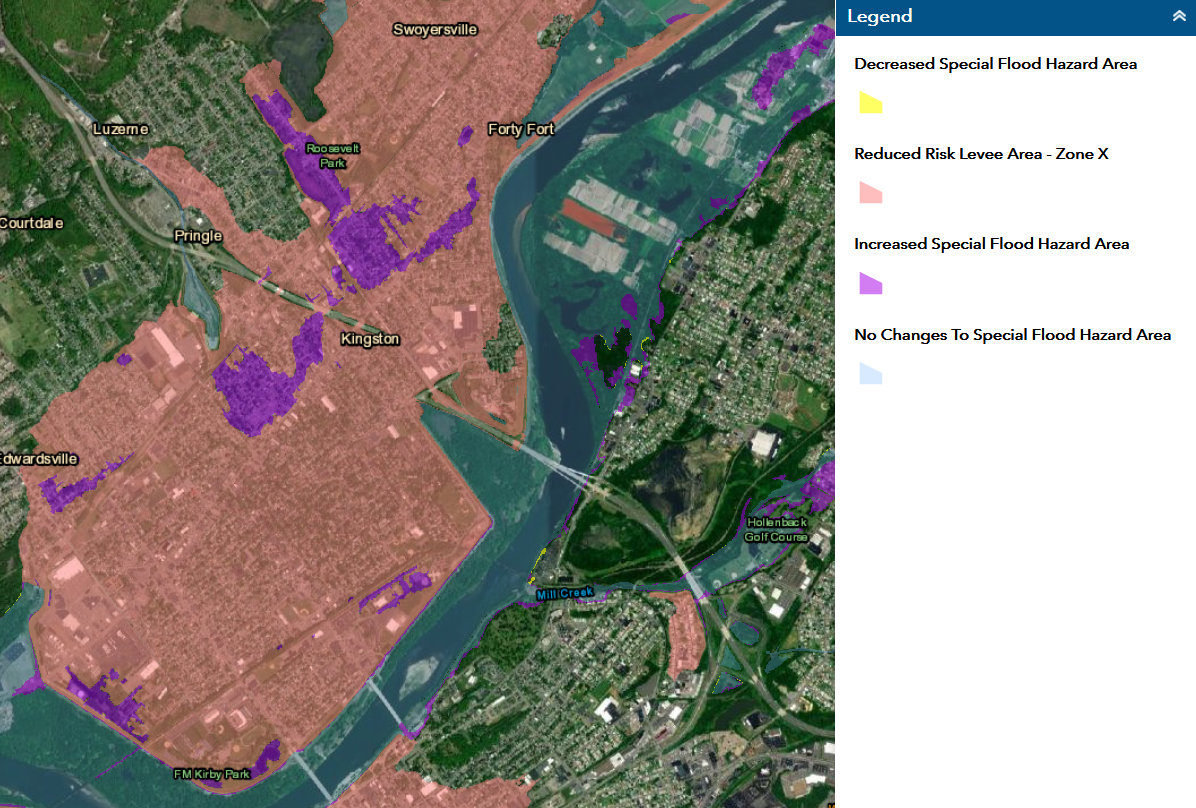 Swoyersville
Luzerne
Forty Fort
Roosevelt
Park
Courtdale
Pringle
Kingston
Edwardsville
Hollenback
Golf Course
Mill Creek
FM Kirby Park
Legend
Decreased Special Flood Hazard Area
Reduced Risk Levee Area - Zone X
Increased Special Flood Hazard Area
No Changes To Special Flood Hazard Area